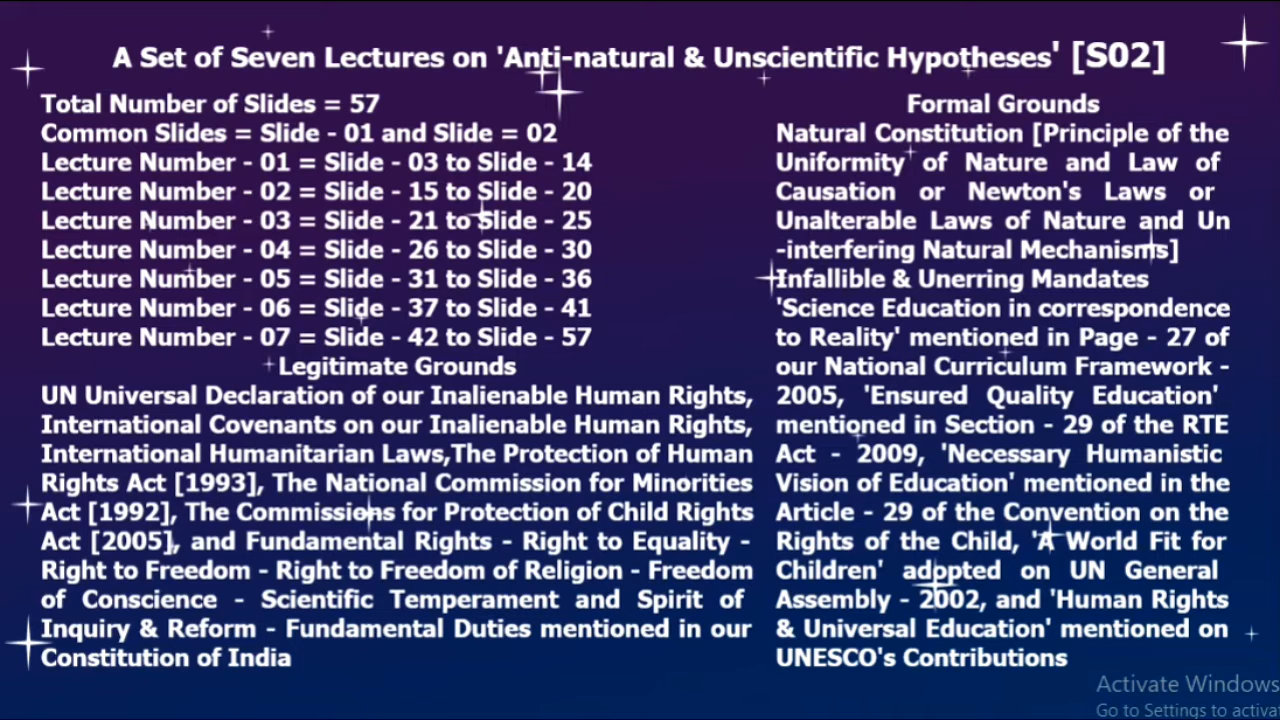 A Set of Seven Lectures on 'Anti-natural & Unscientific Hypotheses' [S02]
Total Number of Slides = 57
Common Slides = Slide - 01 and Slide = 02
Lecture Number - 01 = Slide - 03 to Slide - 14
Lecture Number - 02 = Slide - 15 to Slide - 20
Lecture Number - 03 = Slide - 21 to Slide - 25
Lecture Number - 04 = Slide - 26 to Slide - 30
Lecture Number - 05 = Slide - 31 to Slide - 36
Lecture Number - 06 = Slide - 37 to Slide - 41
Lecture Number - 07 = Slide - 42 to Slide - 57
Legitimate Grounds
UN Universal Declaration of our Inalienable Human Rights,
International Covenants on our Inalienable Human Rights,
International Humanitarian Laws,The Protection of Human
Rights Act [1993], The National Commission for Minorities
Act [1992], The Commissions for Protection of Child Rights
Act [2005], and Fundamental Rights - Right to Equality -
Right to Freedom - Right to Freedom of Religion - Freedom
of Conscience - Scientific Temperament and Spirit of
Inquiry & Reform - Fundamental Duties mentioned in our
Constitution of India
Formal Grounds
Natural Constitution [Principle of the
Uniformity of Nature and Law of
Causation or Newton's Laws or
Unalterable Laws of Nature and Un
-interfering Natural Mechanisms]
Infallible & Unerring Mandates
'Science Education in correspondence
to Reality' mentioned in Page - 27 of
our National Curriculum Framework -
2005, 'Ensured Quality Education'
mentioned in Section - 29 of the RTE
Act - 2009, 'Necessary Humanistic
Vision of Education' mentioned in the
Article - 29 of the Convention on the
Rights of the Child, 'A World Fit for
Children' adopted on UN General
Assembly - 2002, and 'Human Rights
& Universal Education' mentioned on
UNESCO's Contributions
Activate Windows
Go to Settings to activa